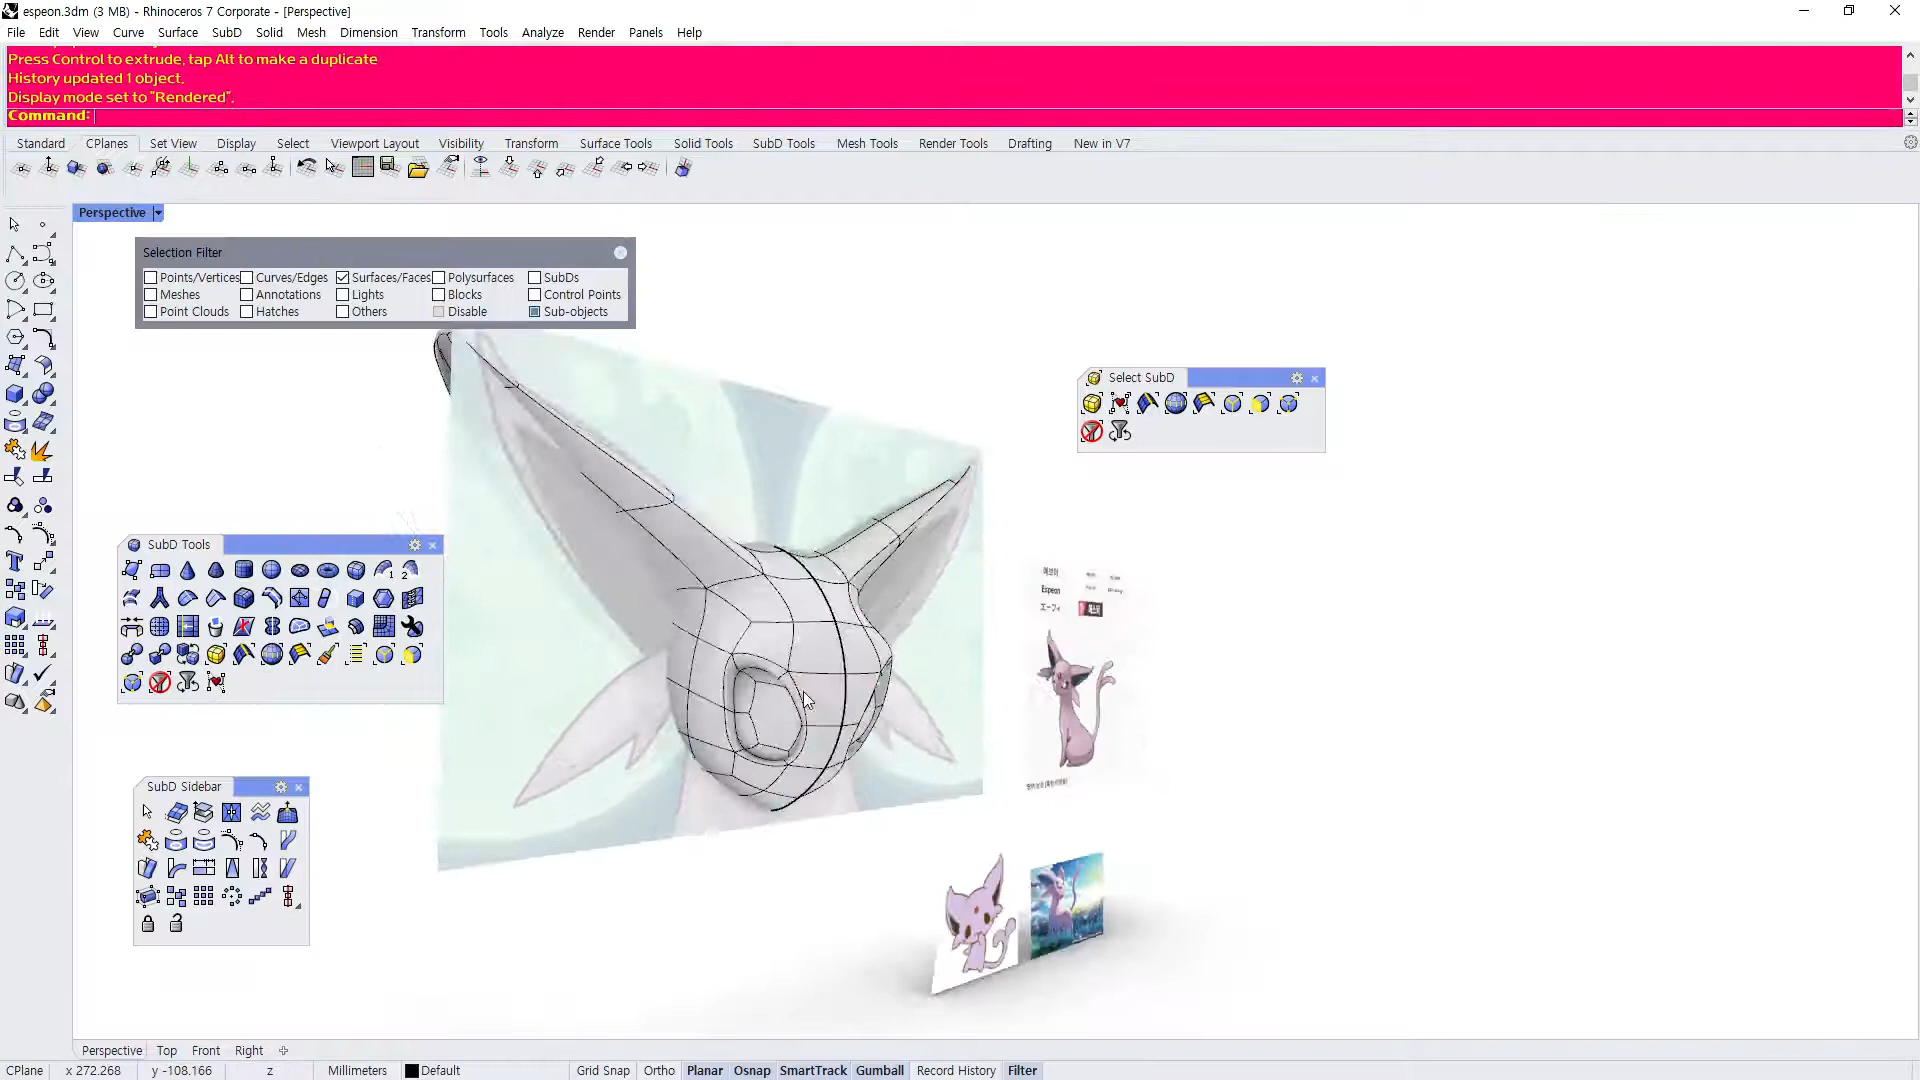 espeon.3dm (3 MB) - Rhinoceros 7 Corporate - [Perspective]
File Edit View Curve Surface SubD Solid Mesh Dimension Transform Tools Analyze Render Panels Help
Press Control to extrude, tap Alt to make a duplicate
History updated 1 object.
Display mode set to "Rendered".
Command:
Standard CPlanes Set View Display Select Viewport Layout Visibility Transform Surface Tools Solid Tools SubD Tools Mesh Tools Render Tools Drafting New in V7
Perspective
Selection Filter
Points/Vertices Curves/Edges Surfaces/Faces Polysurfaces SubDs
Meshes Annotations Lights Blocks Control Points
Point Clouds Hatches Others Disable Sub-objects
Select SubD
SubD Tools
1 2
Espeon
エーフィ
SubD Sidebar
Perspective Top Front Right
CPlane x 272.268 y -108.166 z Millimeters Default Grid Snap Ortho Planar Osnap SmartTrack Gumball Record History Filter